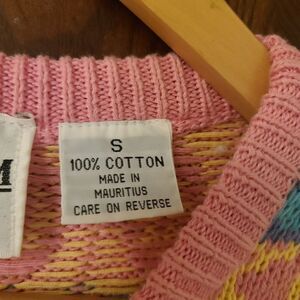 S
100% COTTON
MADE IN
MAURITIUS
CARE ON REVERSE